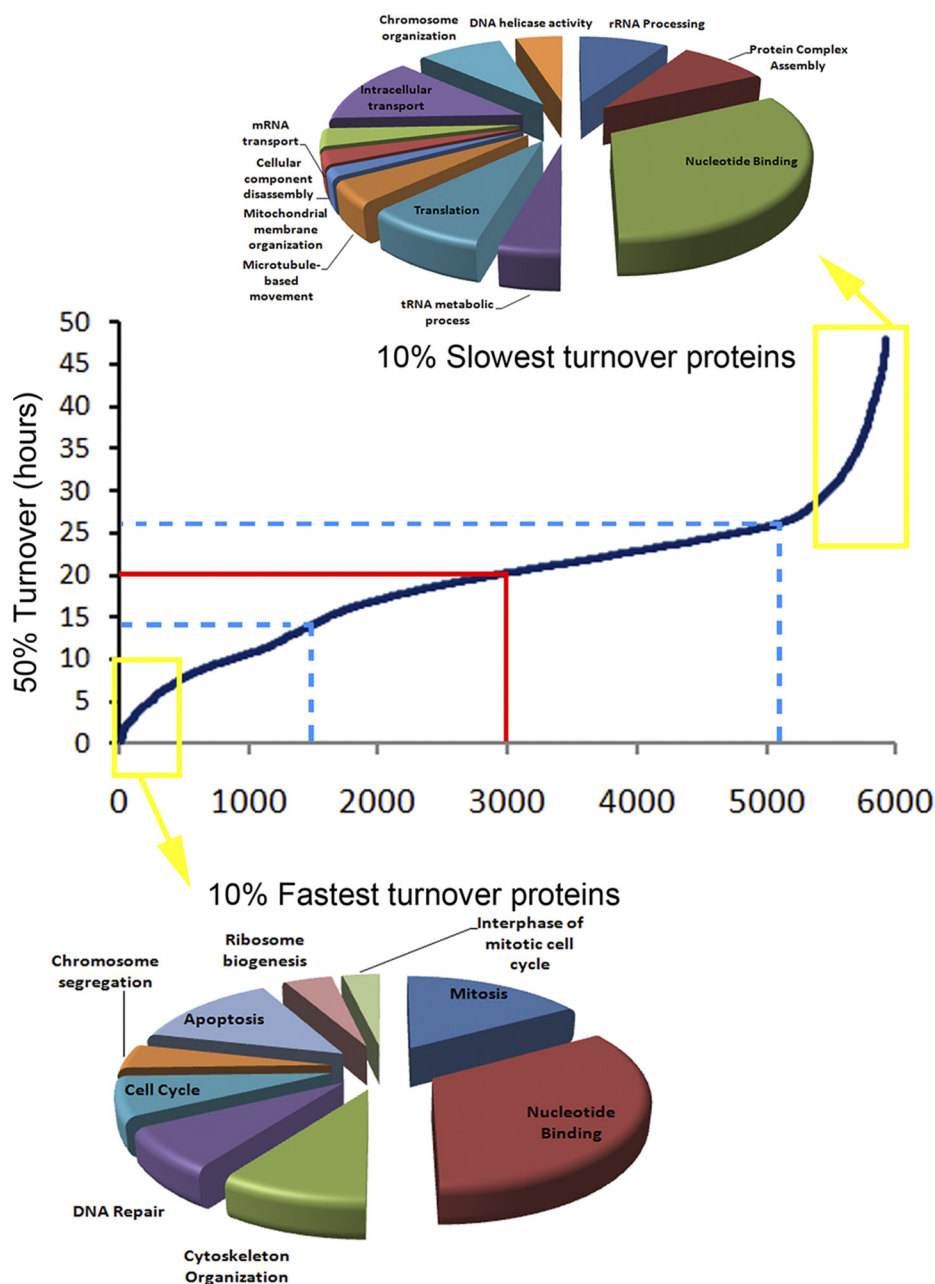 Chromosome
organization
DNA helicase activity
rRNA Processing
Protein Complex
Assembly
Intracellular
transport
mRNA
transport
Nucleotide Binding
Cellular
component
disassembly
Translation
Mitochondrial
membrane
organization
Microtubule-
based
movement
tRNA metabolic
process
10% Slowest turnover proteins
50% Turnover (hours)
50
45
40
35
30
25
20
15
10
5
0
0
1000
2000
3000
4000
5000
6000
10% Fastest turnover proteins
Interphase of
mitotic cell
cycle
Ribosome
biogenesis
Chromosome
segregation
Mitosis
Apoptosis
Cell Cycle
Nucleotide
Binding
DNA Repair
Cytoskeleton
Organization